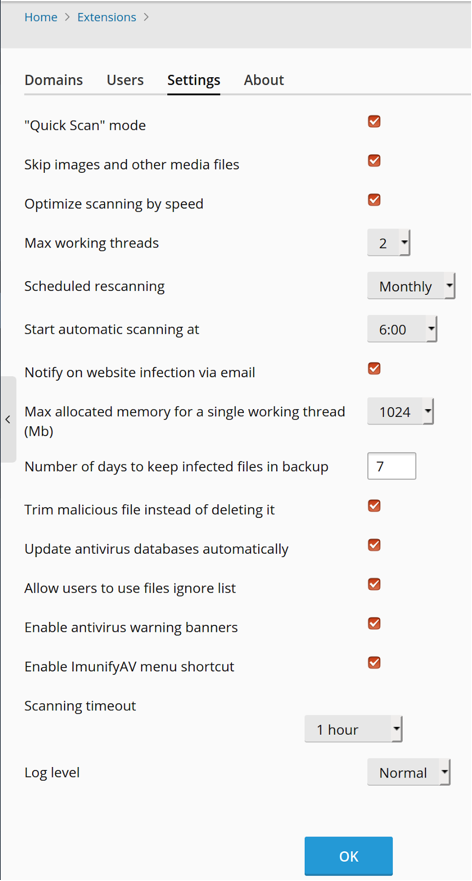 Home > Extensions >
Domains Users Settings About
"Quick Scan" mode
Skip images and other media files
Optimize scanning by speed
Max working threads 2
Scheduled rescanning Monthly
Start automatic scanning at 6:00
Notify on website infection via email
Max allocated memory for a single working thread 1024
(Mb)
Number of days to keep infected files in backup 7
Trim malicious file instead of deleting it
Update antivirus databases automatically
Allow users to use files ignore list
Enable antivirus warning banners
Enable ImunifyAV menu shortcut
Scanning timeout
1 hour
Log level Normal
OK